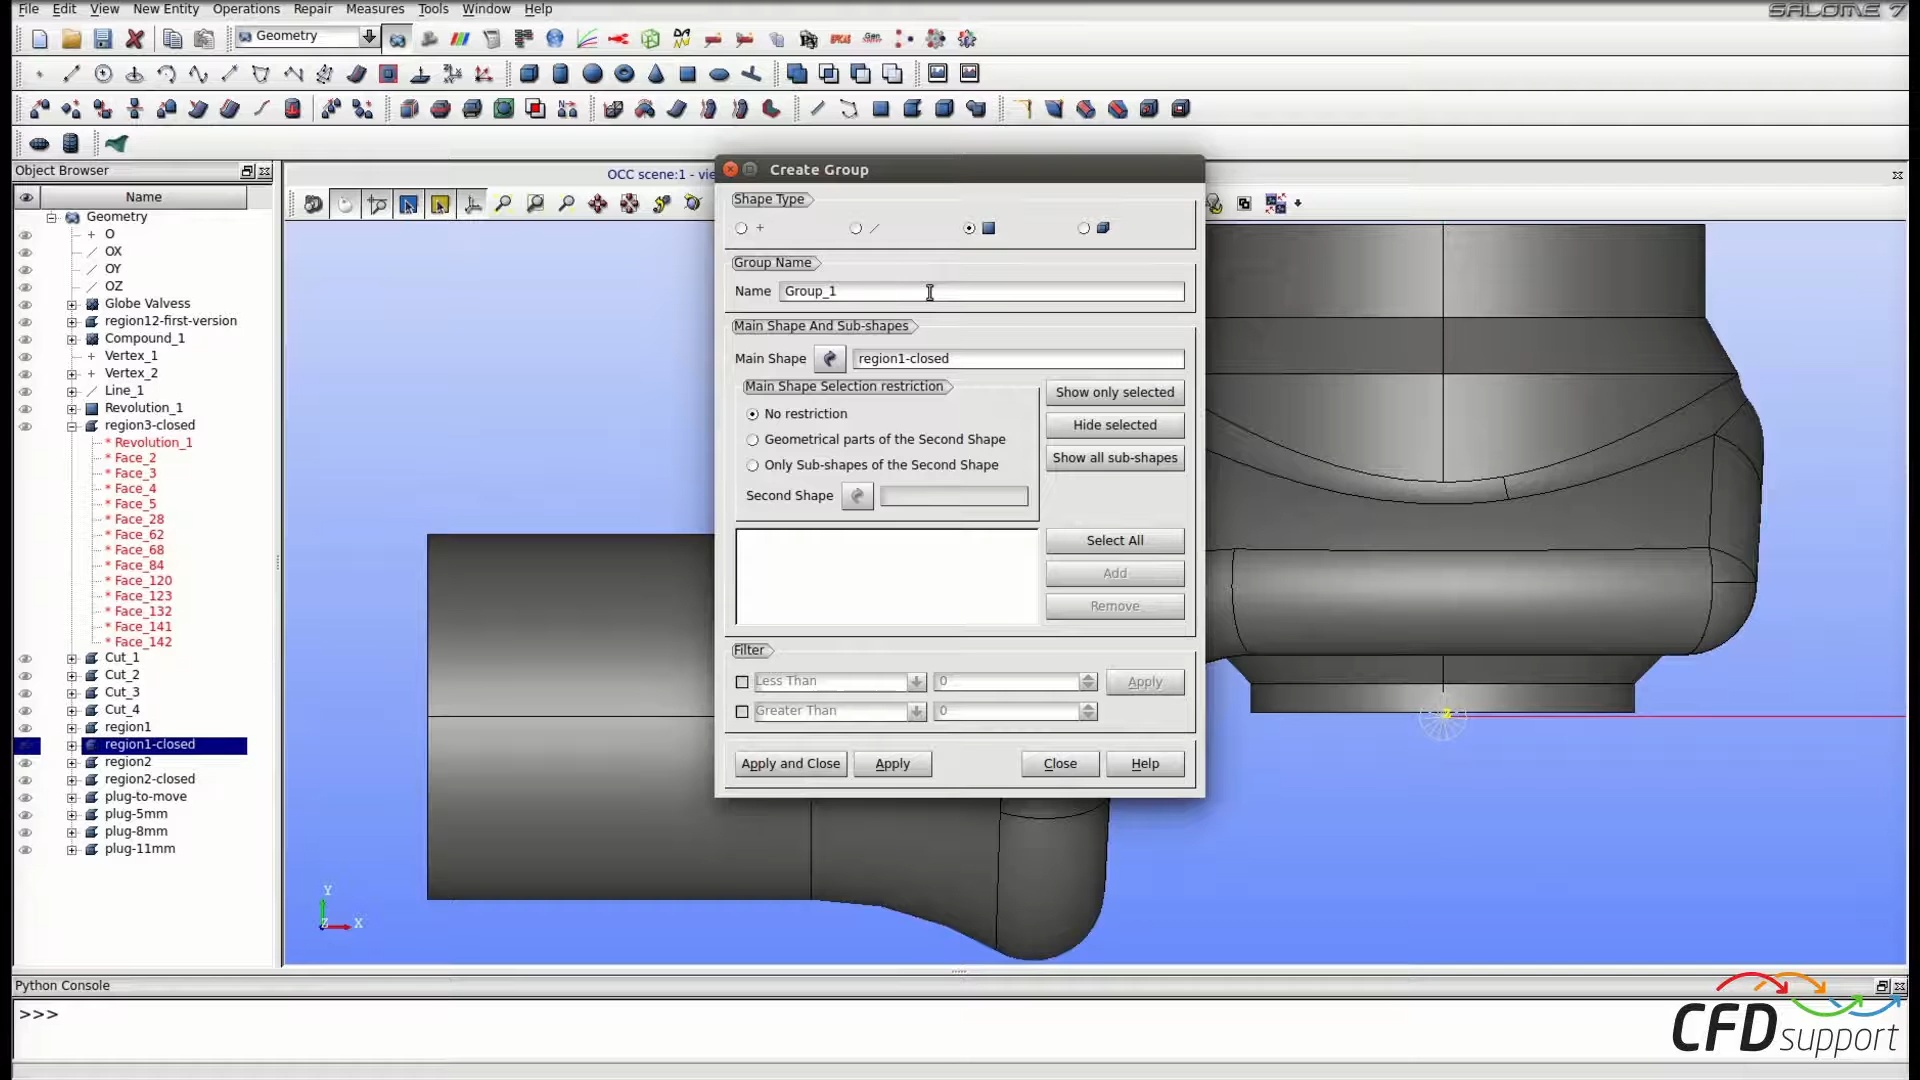 File Edit View New Entity Operations Repair Measures Tools Window Help
SALOME 7
Geometry
Object Browser
OCC scene:1 - vie
Name
Geometry
O
OX
OY
OZ
Globe Valvess
region12-first-version
Compound_1
Vertex_1
Vertex_2
Line_1
Revolution_1
region3-closed
* Revolution_1
* Face_2
* Face_3
* Face_4
* Face_5
* Face_28
* Face_62
* Face_68
* Face_84
* Face_120
* Face_123
* Face_132
* Face_141
* Face_142
Cut_1
Cut_2
Cut_3
Cut_4
region1
region1-closed
region2
region2-closed
plug-to-move
plug-5mm
plug-8mm
plug-11mm
Create Group
Shape Type
Group Name
Name Group_1
Main Shape And Sub-shapes
Main Shape region1-closed
Main Shape Selection restriction
No restriction
Geometrical parts of the Second Shape
Only Sub-shapes of the Second Shape
Second Shape
Show only selected
Hide selected
Show all sub-shapes
Select All
Add
Remove
Filter
Less Than 0 Apply
Greater Than 0
Apply and Close Apply Close Help
Z
Y
Z X
Python Console
>>>
CFD support